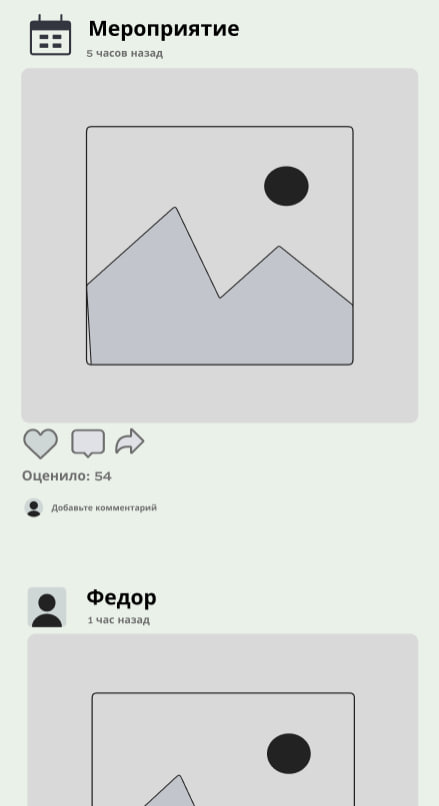 Мероприятие
5 часов назад
Оценило: 54
Добавьте комментарий
Федор
1 час назад